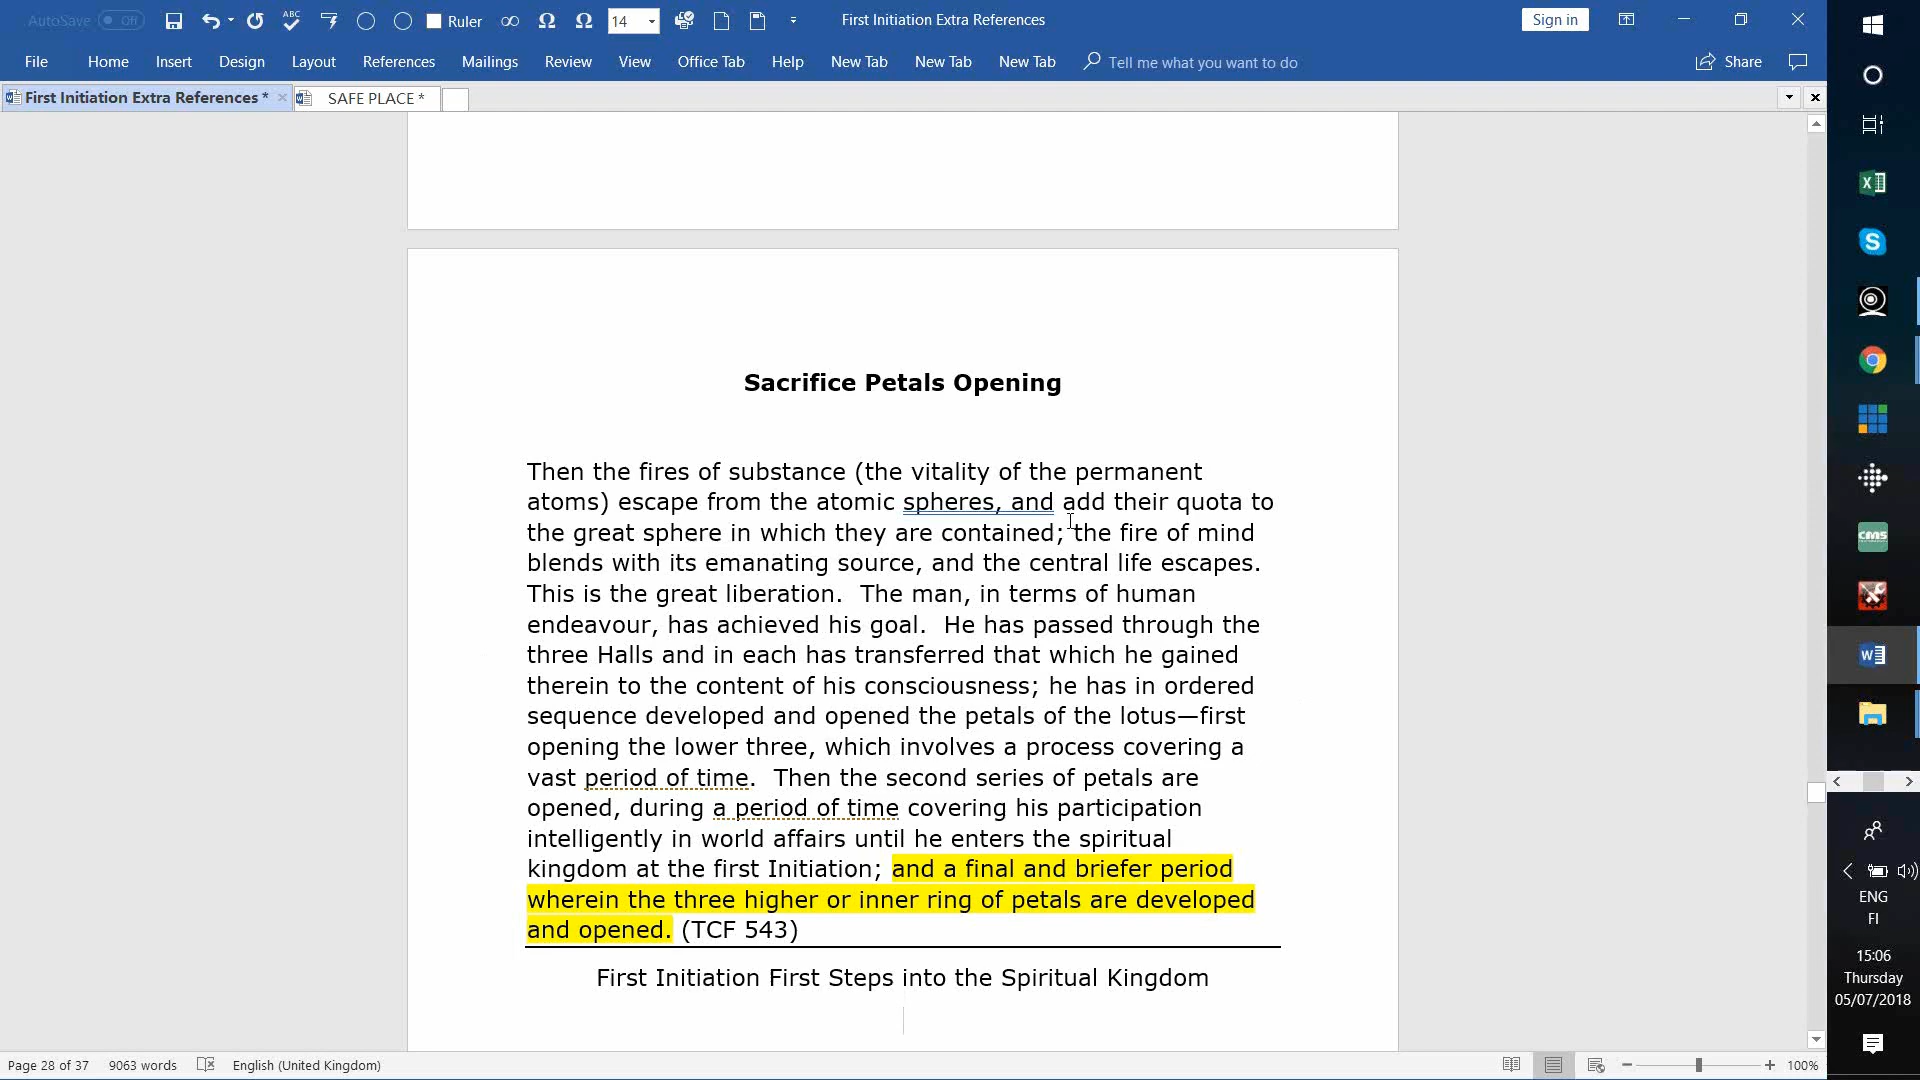 AutoSave Off ABC Ruler 14 First Initiation Extra References Sign in
File Home Insert Design Layout References Mailings Review View Office Tab Help New Tab New Tab New Tab Tell me what you want to do Share
First Initiation Extra References * SAFE PLACE *
Sacrifice Petals Opening
Then the fires of substance (the vitality of the permanent
atoms) escape from the atomic spheres, and add their quota to
the great sphere in which they are contained; the fire of mind
blends with its emanating source, and the central life escapes.
This is the great liberation.  The man, in terms of human
endeavour, has achieved his goal.  He has passed through the
three Halls and in each has transferred that which he gained
therein to the content of his consciousness; he has in ordered
sequence developed and opened the petals of the lotus—first
opening the lower three, which involves a process covering a
vast period of time.  Then the second series of petals are
opened, during a period of time covering his participation
intelligently in world affairs until he enters the spiritual
kingdom at the first Initiation; and a final and briefer period
wherein the three higher or inner ring of petals are developed
and opened. (TCF 543)
First Initiation First Steps into the Spiritual Kingdom
Page 28 of 37 9063 words English (United Kingdom) 100%
CMS
ENG
FI
15:06
Thursday
05/07/2018